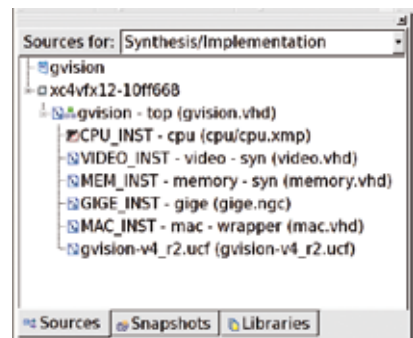 Sources for: Synthesis/Implementation
gvision
xc4vfx12-10ff668
gvision - top (gvision.vhd)
CPU_INST - cpu (cpu/cpu.xmp)
VIDEO_INST - video - syn (video.vhd)
MEM_INST - memory - syn (memory.vhd)
GIGE_INST - gige (gige.ngc)
MAC_INST - mac - wrapper (mac.vhd)
gvision-v4_r2.ucf (gvision-v4_r2.ucf)
Sources Snapshots Libraries